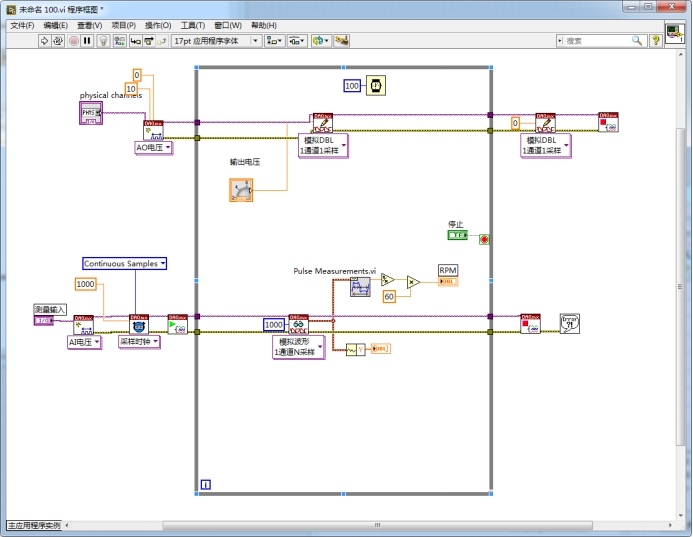 未命名 100.vi 程序框图 *
文件(F) 编辑(E) 查看(V) 项目(P) 操作(O) 工具(T) 窗口(W) 帮助(H)
17pt 应用程序字体
搜索
0
10
physical channels
100
AO电压
模拟DBL
1通道1采样
0
模拟DBL
1通道1采样
输出电压
停止
TF
Continuous Samples
1000
Pulse Measurements.vi
RPM
DBL
60
测量输入
1000
AI电压
采样时钟
模拟波形
1通道N采样
Y
DBL
i
主应用程序实例